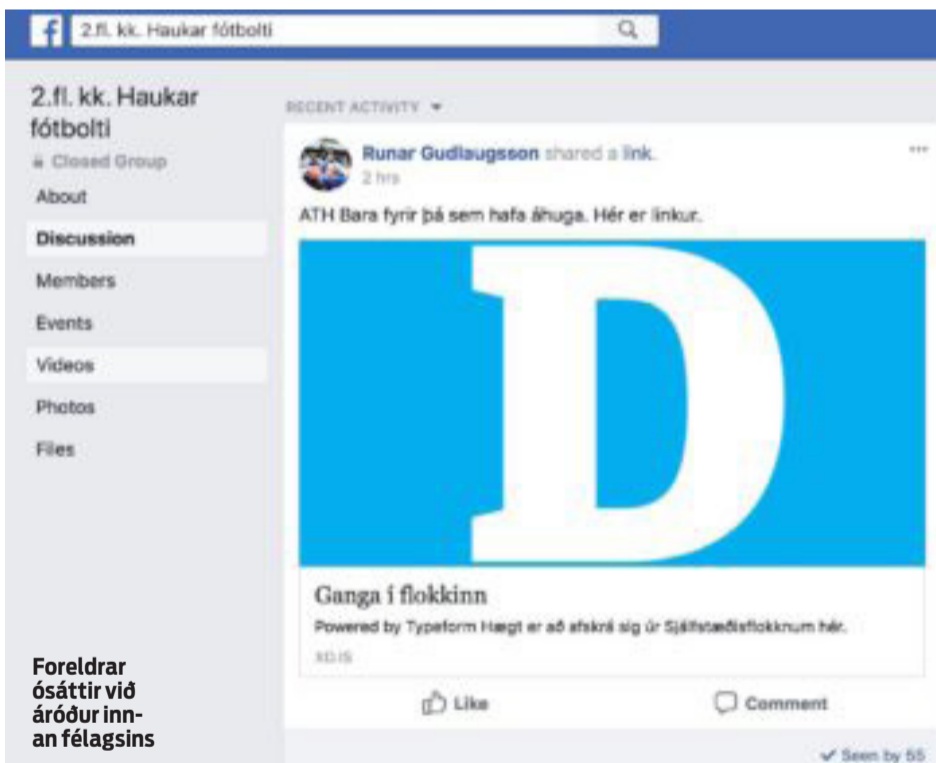 f 2.fl. kk. Haukar fótbolti
2.fl. kk. Haukar
fótbolti
Closed Group
About
Discussion
Members
Events
Videos
Photos
Files
RECENT ACTIVITY
Runar Gudlaugsson shared a link.
2 hrs
ATH Bara fyrir þá sem hafa áhuga. Hér er linkur.
D
Ganga í flokkinn
Powered by Typeform Hægt er að afskrá sig úr Sjálfstæðisflokknum hér.
XD.IS
Like Comment
Seen by 55
Foreldrar
ósáttir við
áróður inn-
an félagsins